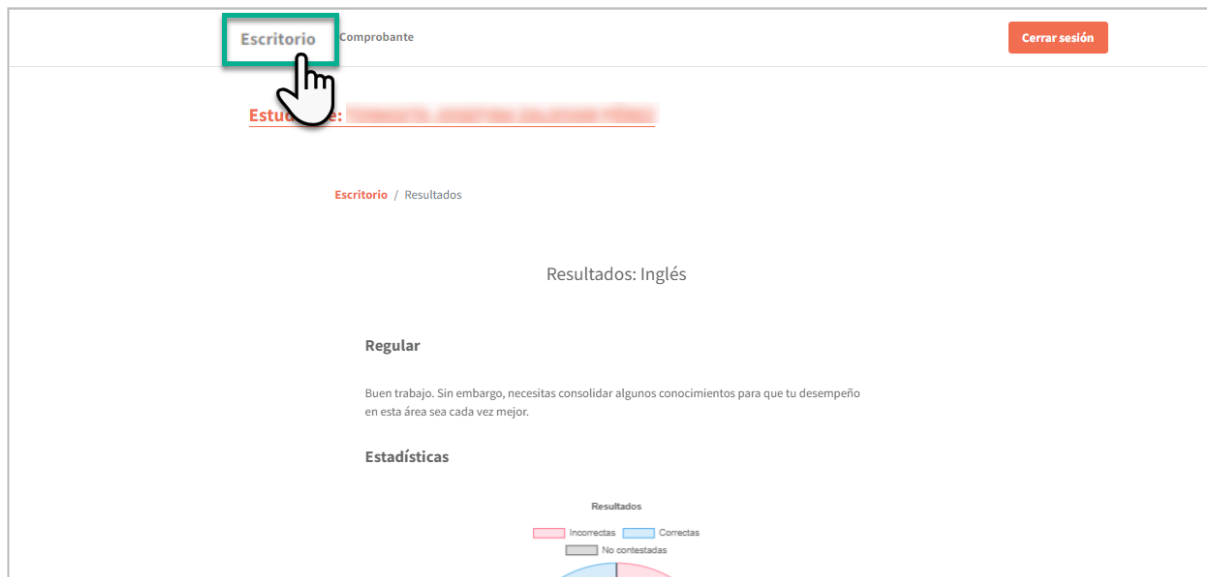 Escritorio Comprobante Cerrar sesión
Estudiante:
Escritorio / Resultados
Resultados: Inglés
Regular
Buen trabajo. Sin embargo, necesitas consolidar algunos conocimientos para que tu desempeño
en esta área sea cada vez mejor.
Estadísticas
Resultados
Incorrectas Correctas
No contestadas